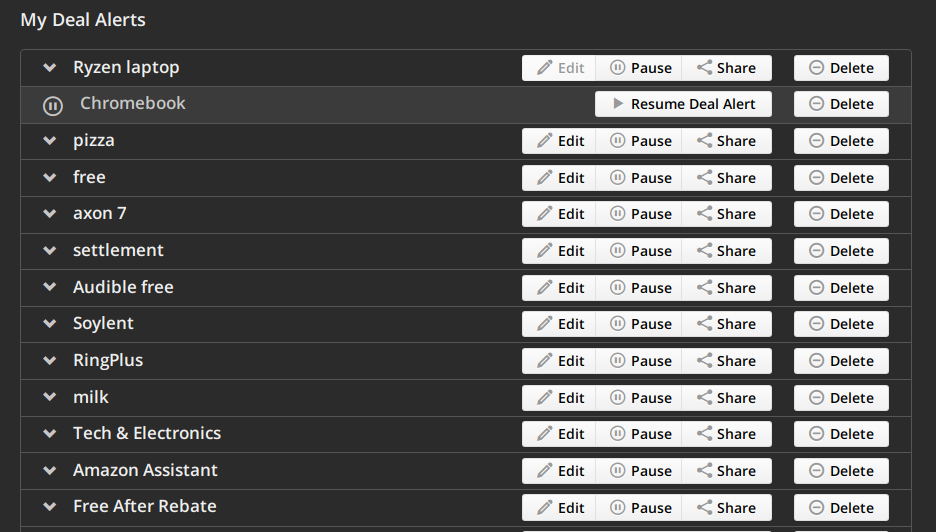 My Deal Alerts
Ryzen laptop Edit Pause Share Delete
Chromebook Resume Deal Alert Delete
pizza Edit Pause Share Delete
free Edit Pause Share Delete
axon 7 Edit Pause Share Delete
settlement Edit Pause Share Delete
Audible free Edit Pause Share Delete
Soylent Edit Pause Share Delete
RingPlus Edit Pause Share Delete
milk Edit Pause Share Delete
Tech & Electronics Edit Pause Share Delete
Amazon Assistant Edit Pause Share Delete
Free After Rebate Edit Pause Share Delete